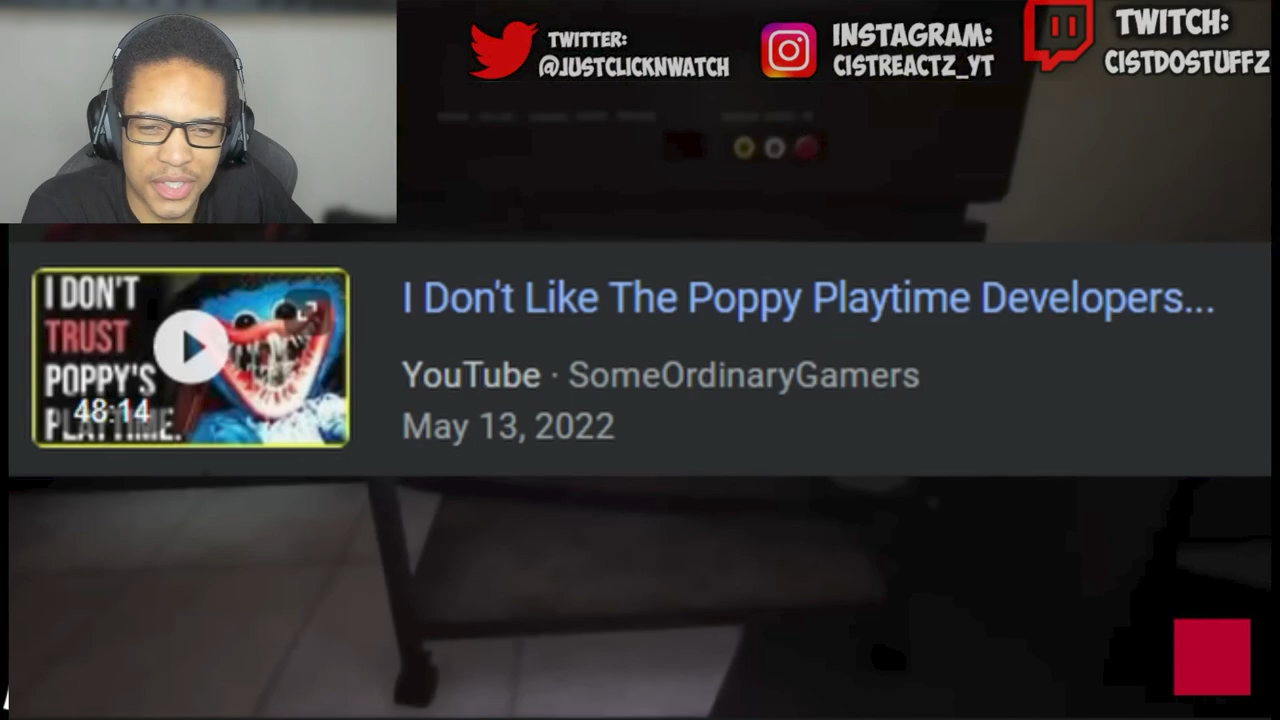 TWITTER:
@JUSTCLICKNWATCH
INSTAGRAM:
CISTREACTZ_YT
TWITCH:
CISTDOSTUFFZ
I DON'T
TRUST
POPPY'S
PLAYTIME.
48:14
I Don't Like The Poppy Playtime Developers...
YouTube · SomeOrdinaryGamers
May 13, 2022